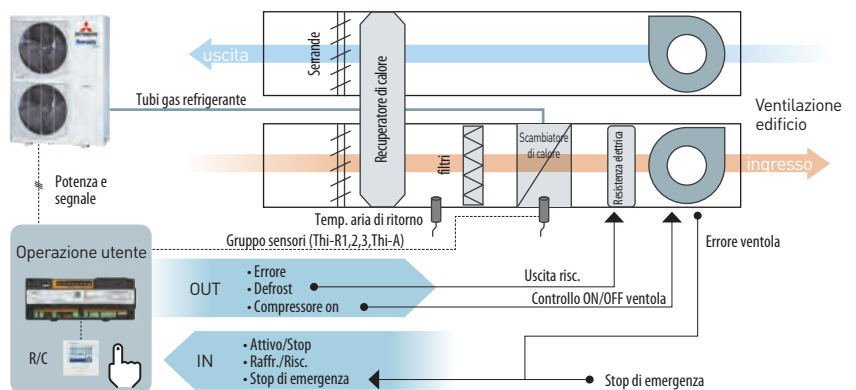 MITSUBISHI
uscita
Serrande
Recuperatore di calore
Tubi gas refrigerante
Ventilazione
edificio
filtri
Scambiatore
di calore
Resistenza elettrica
ingresso
Potenza e
segnale
Temp. aria di ritorno
Gruppo sensori (Thi-R1,2,3,Thi-A)
Errore ventola
Operazione utente
OUT
• Errore
• Defrost
• Compressore on
Uscita risc.
Controllo ON/OFF ventola
R/C
IN
• Attivo/Stop
• Raffr./Risc.
• Stop di emergenza
Stop di emergenza